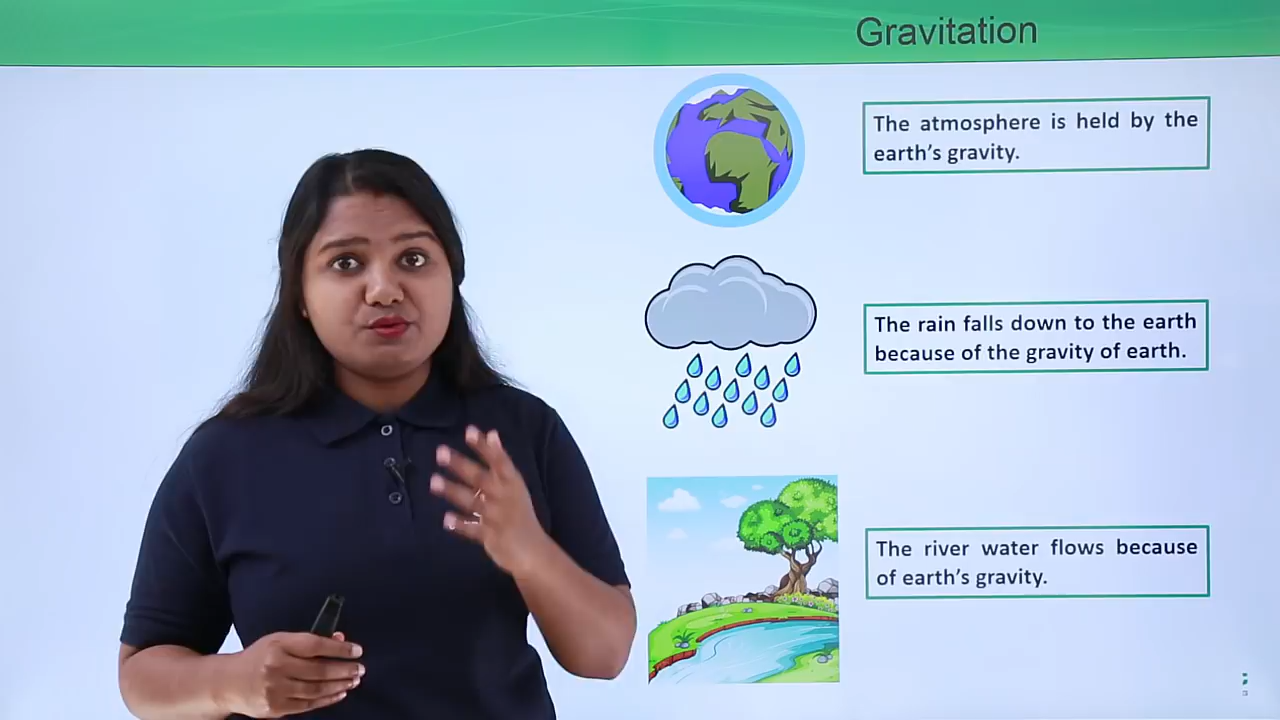 Gravitation
The atmosphere is held by the
earth's gravity.
The rain falls down to the earth
because of the gravity of earth.
The river water flows because
of earth's gravity.